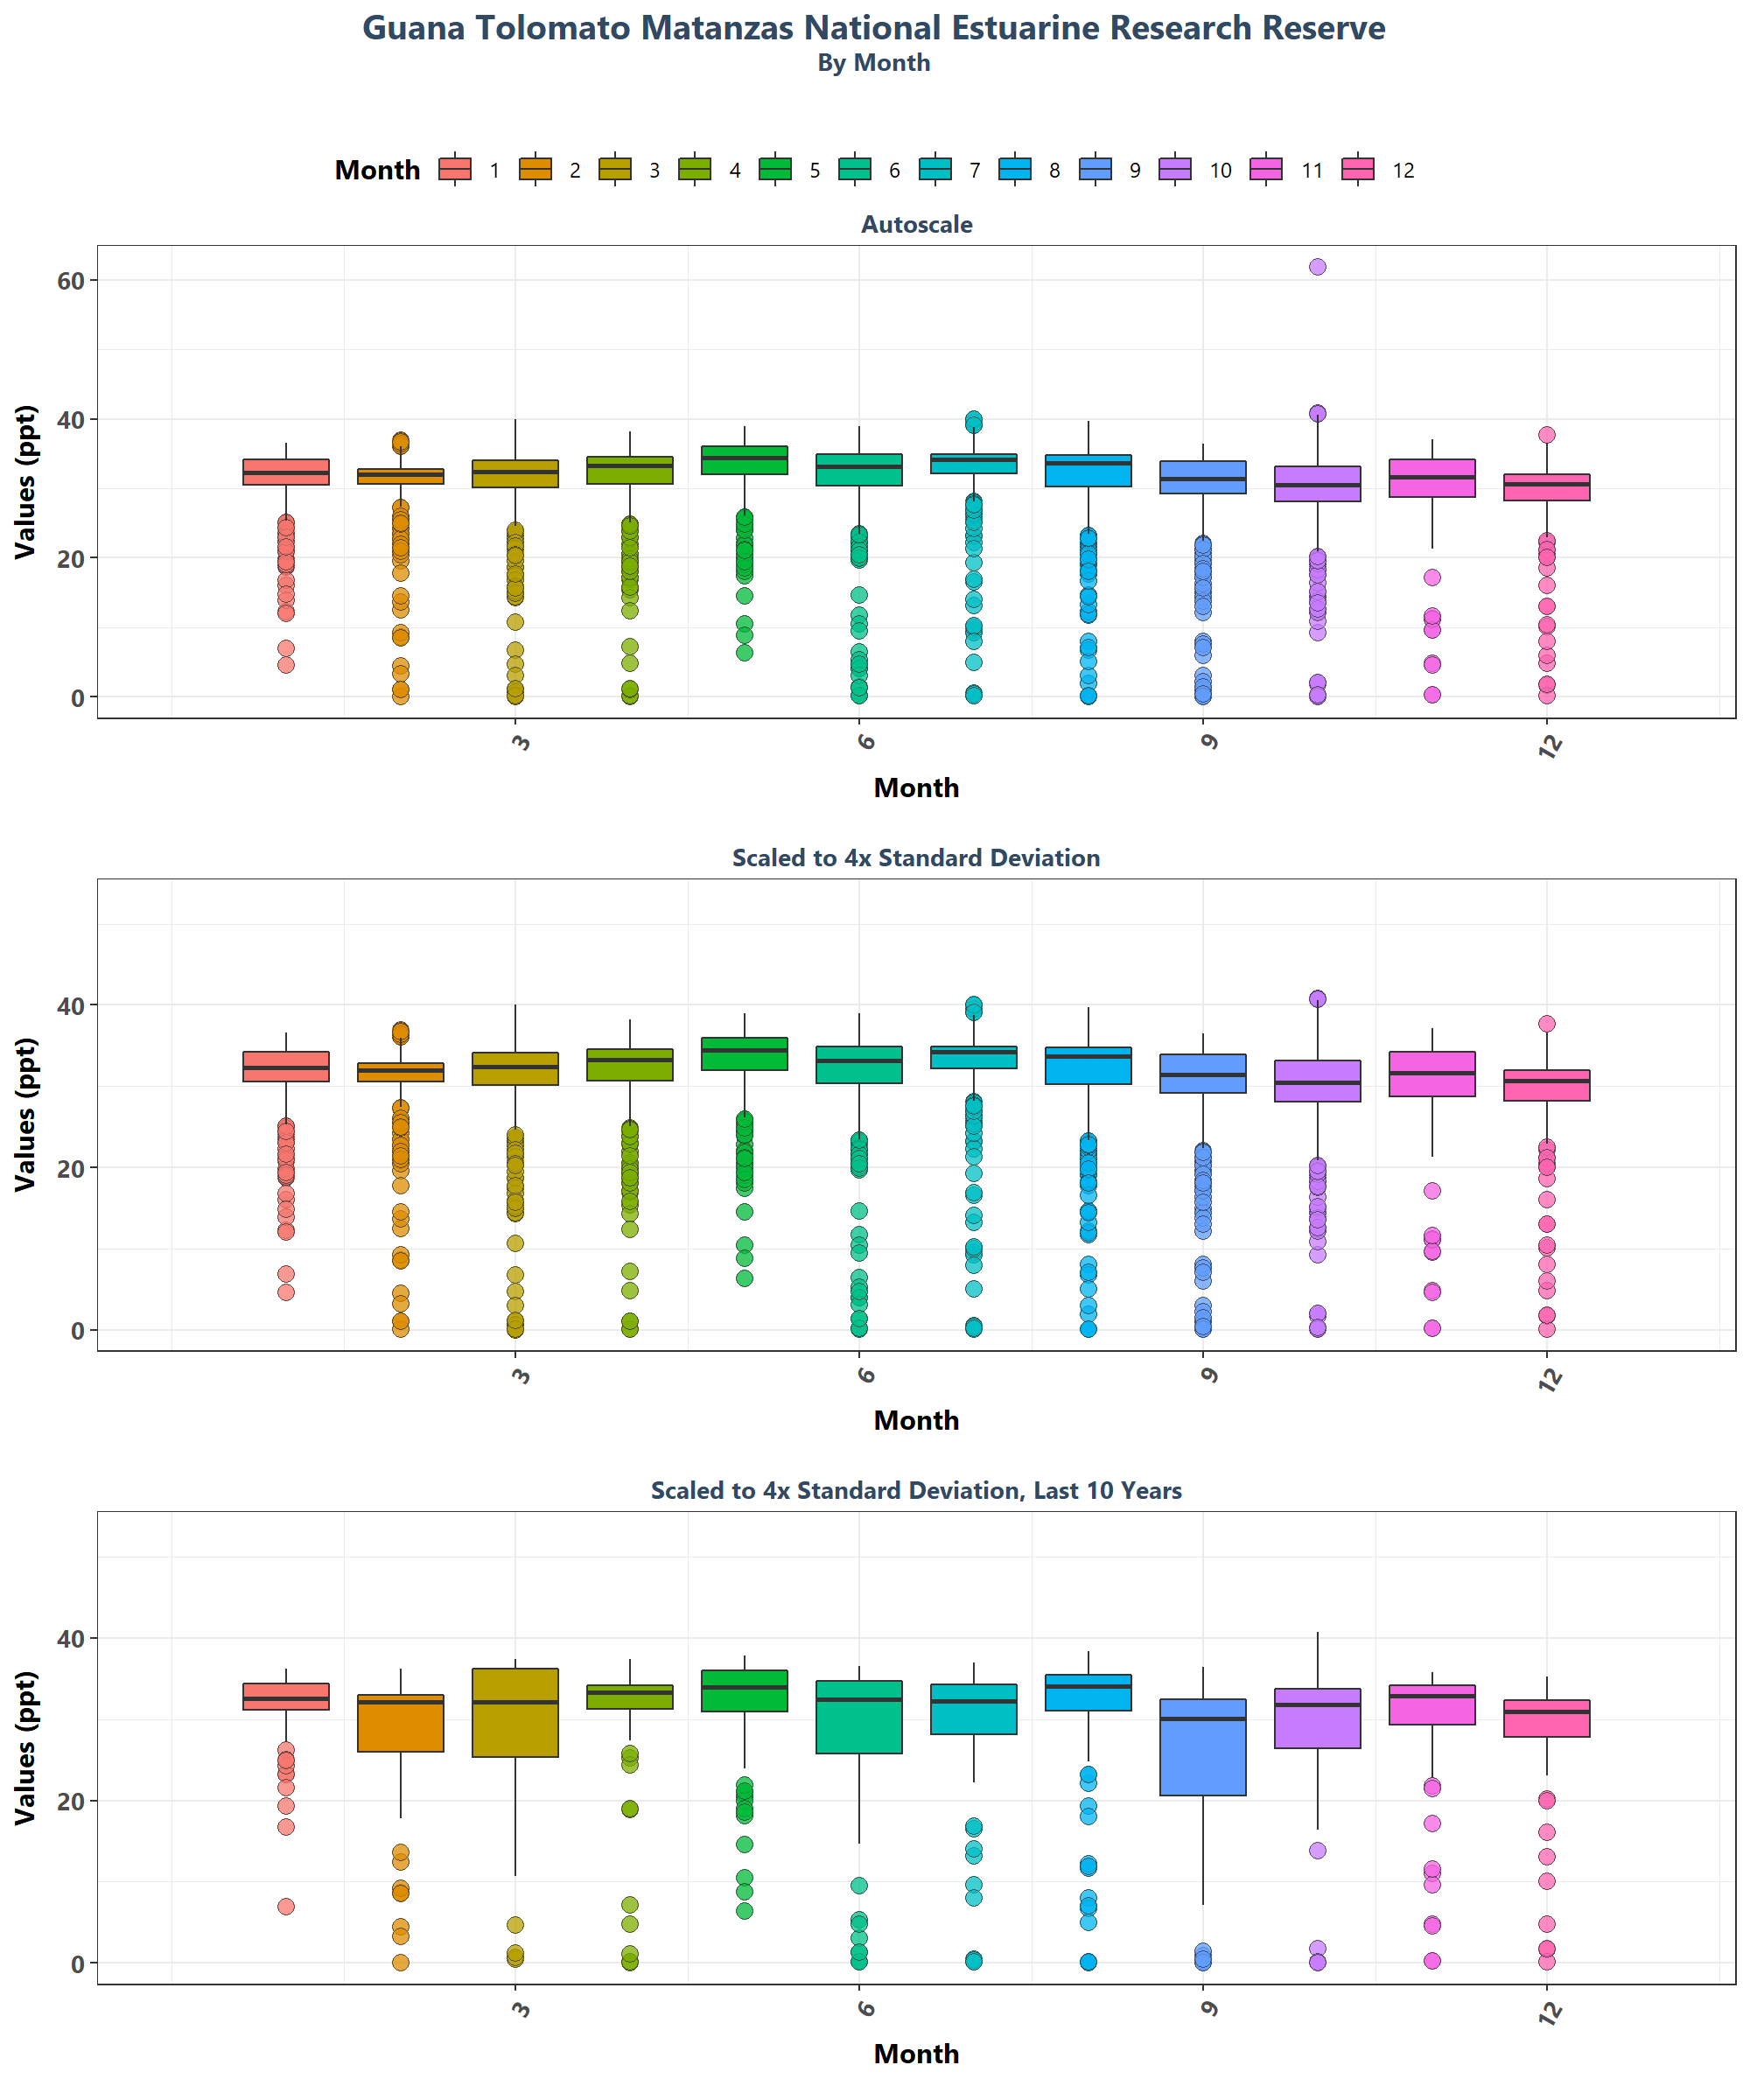 Guana Tolomato Matanzas National Estuarine Research Reserve
By Month
Month 1 2 3 4 5 6 7 8 9 10 11 12
Autoscale
Values (ppt)
60
40
20
0
3 6 9 12
Month
Scaled to 4x Standard Deviation
Values (ppt)
40
20
0
3 6 9 12
Month
Scaled to 4x Standard Deviation, Last 10 Years
Values (ppt)
40
20
0
3 6 9 12
Month